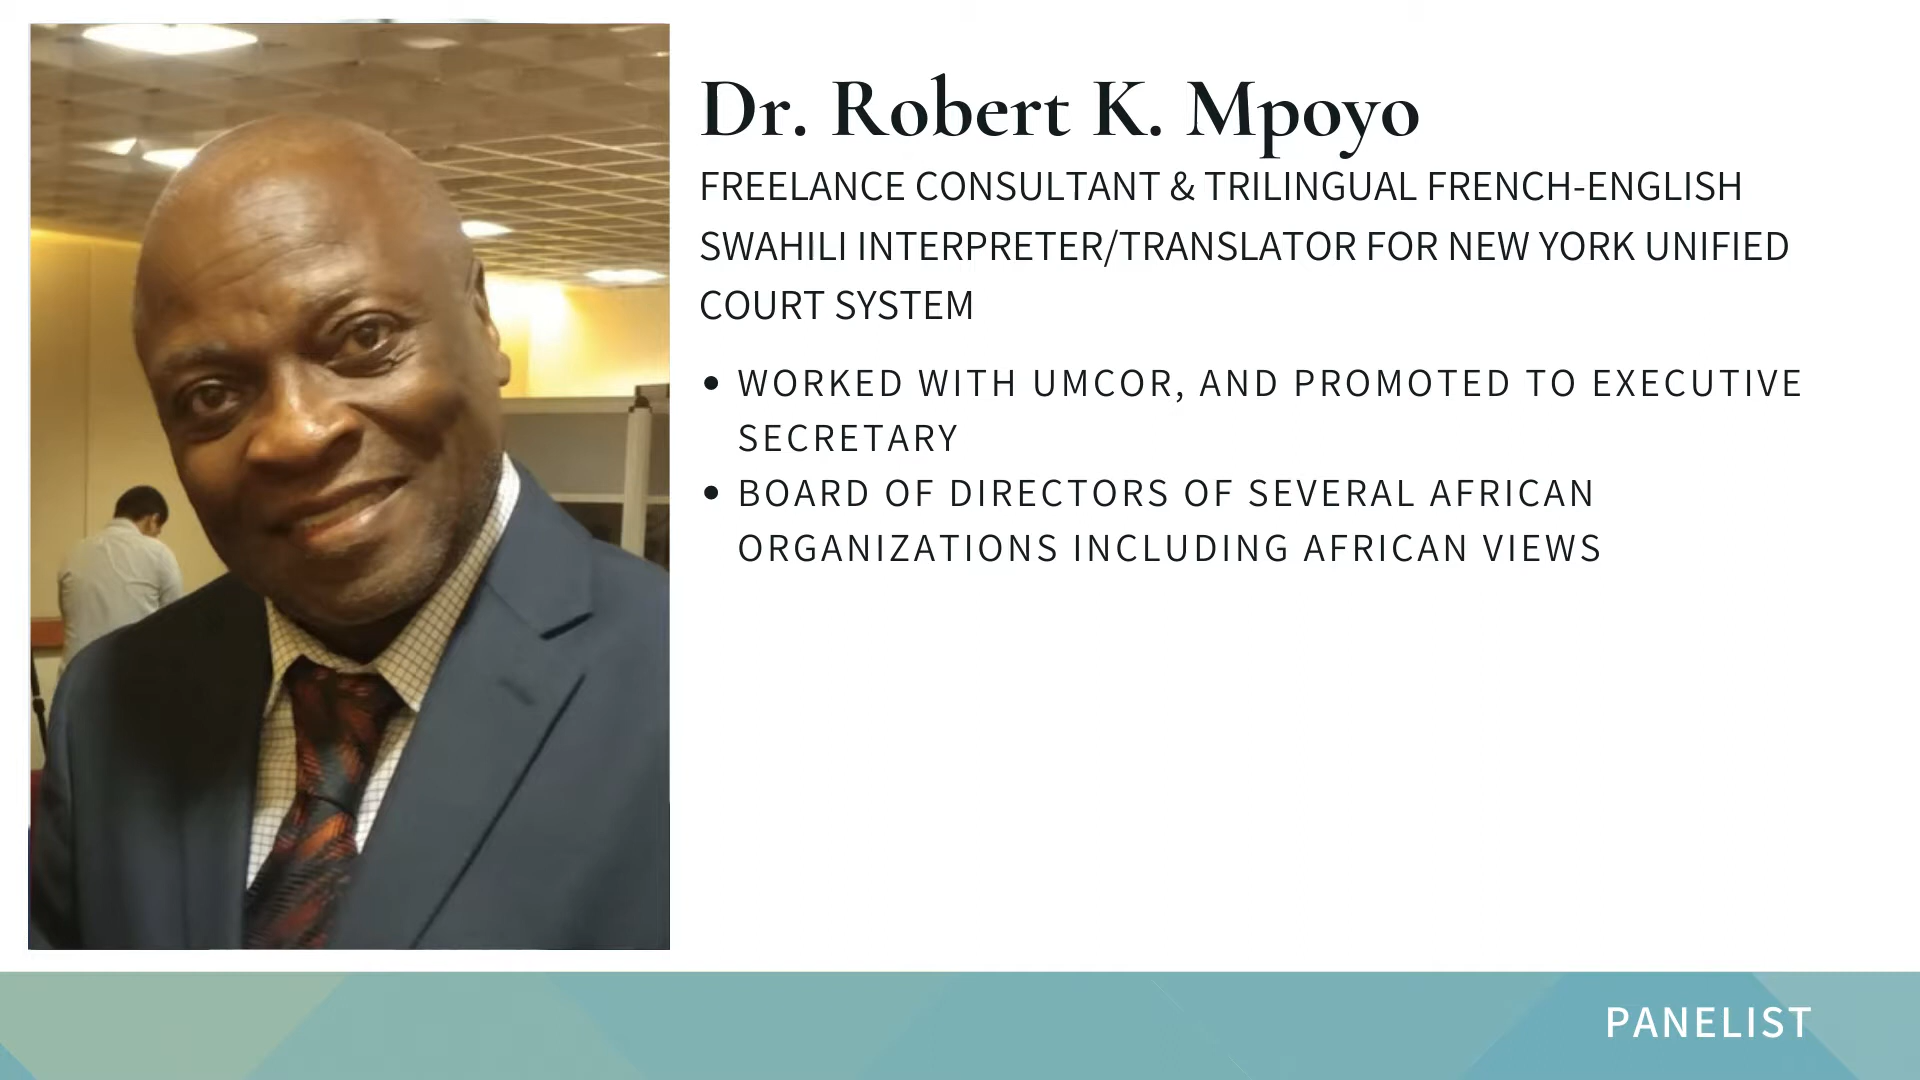 Dr. Robert K. Mpoyo
FREELANCE CONSULTANT & TRILINGUAL FRENCH-ENGLISH
SWAHILI INTERPRETER/TRANSLATOR FOR NEW YORK UNIFIED
COURT SYSTEM
• WORKED WITH UMCOR, AND PROMOTED TO EXECUTIVE
SECRETARY
• BOARD OF DIRECTORS OF SEVERAL AFRICAN
ORGANIZATIONS INCLUDING AFRICAN VIEWS
PANELIST